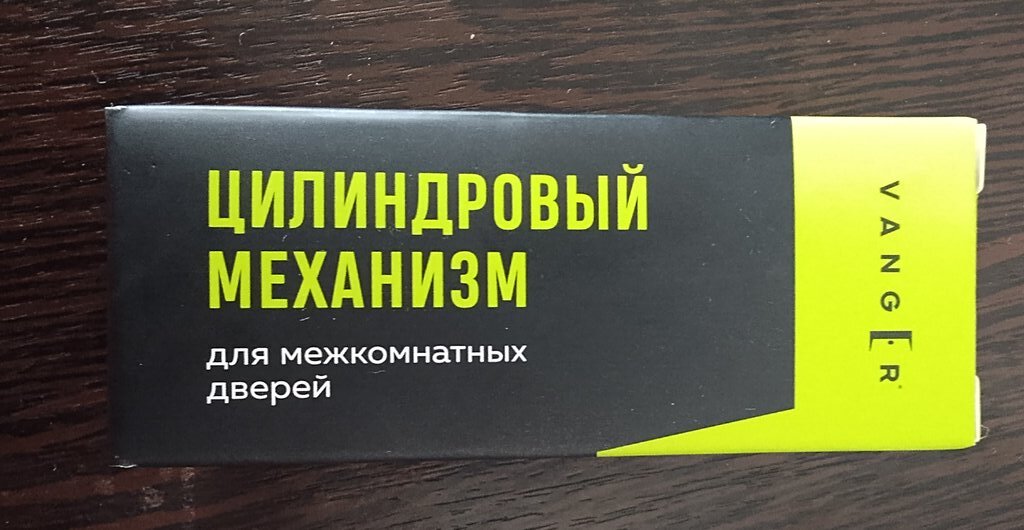 ЦИЛИНДРОВЫЙ
МЕХАНИЗМ
для межкомнатных
дверей
VANGER